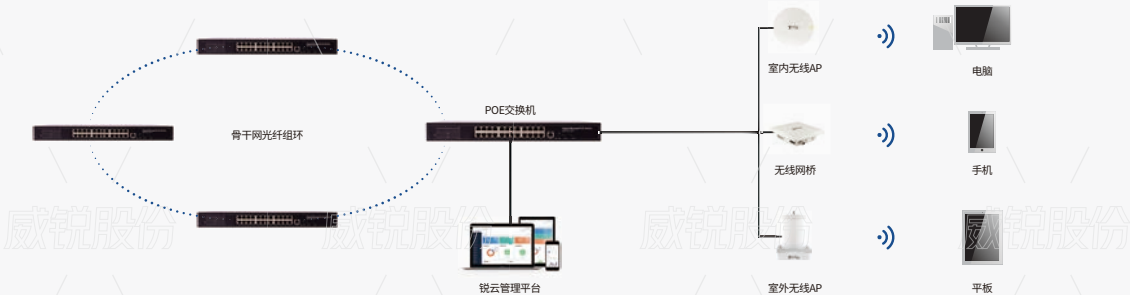 室内无线AP
电脑
POE交换机
骨干网光纤组环
无线网桥
手机
威锐股份
威锐股份
威锐股份
威锐股份
锐云管理平台
室外无线AP
平板